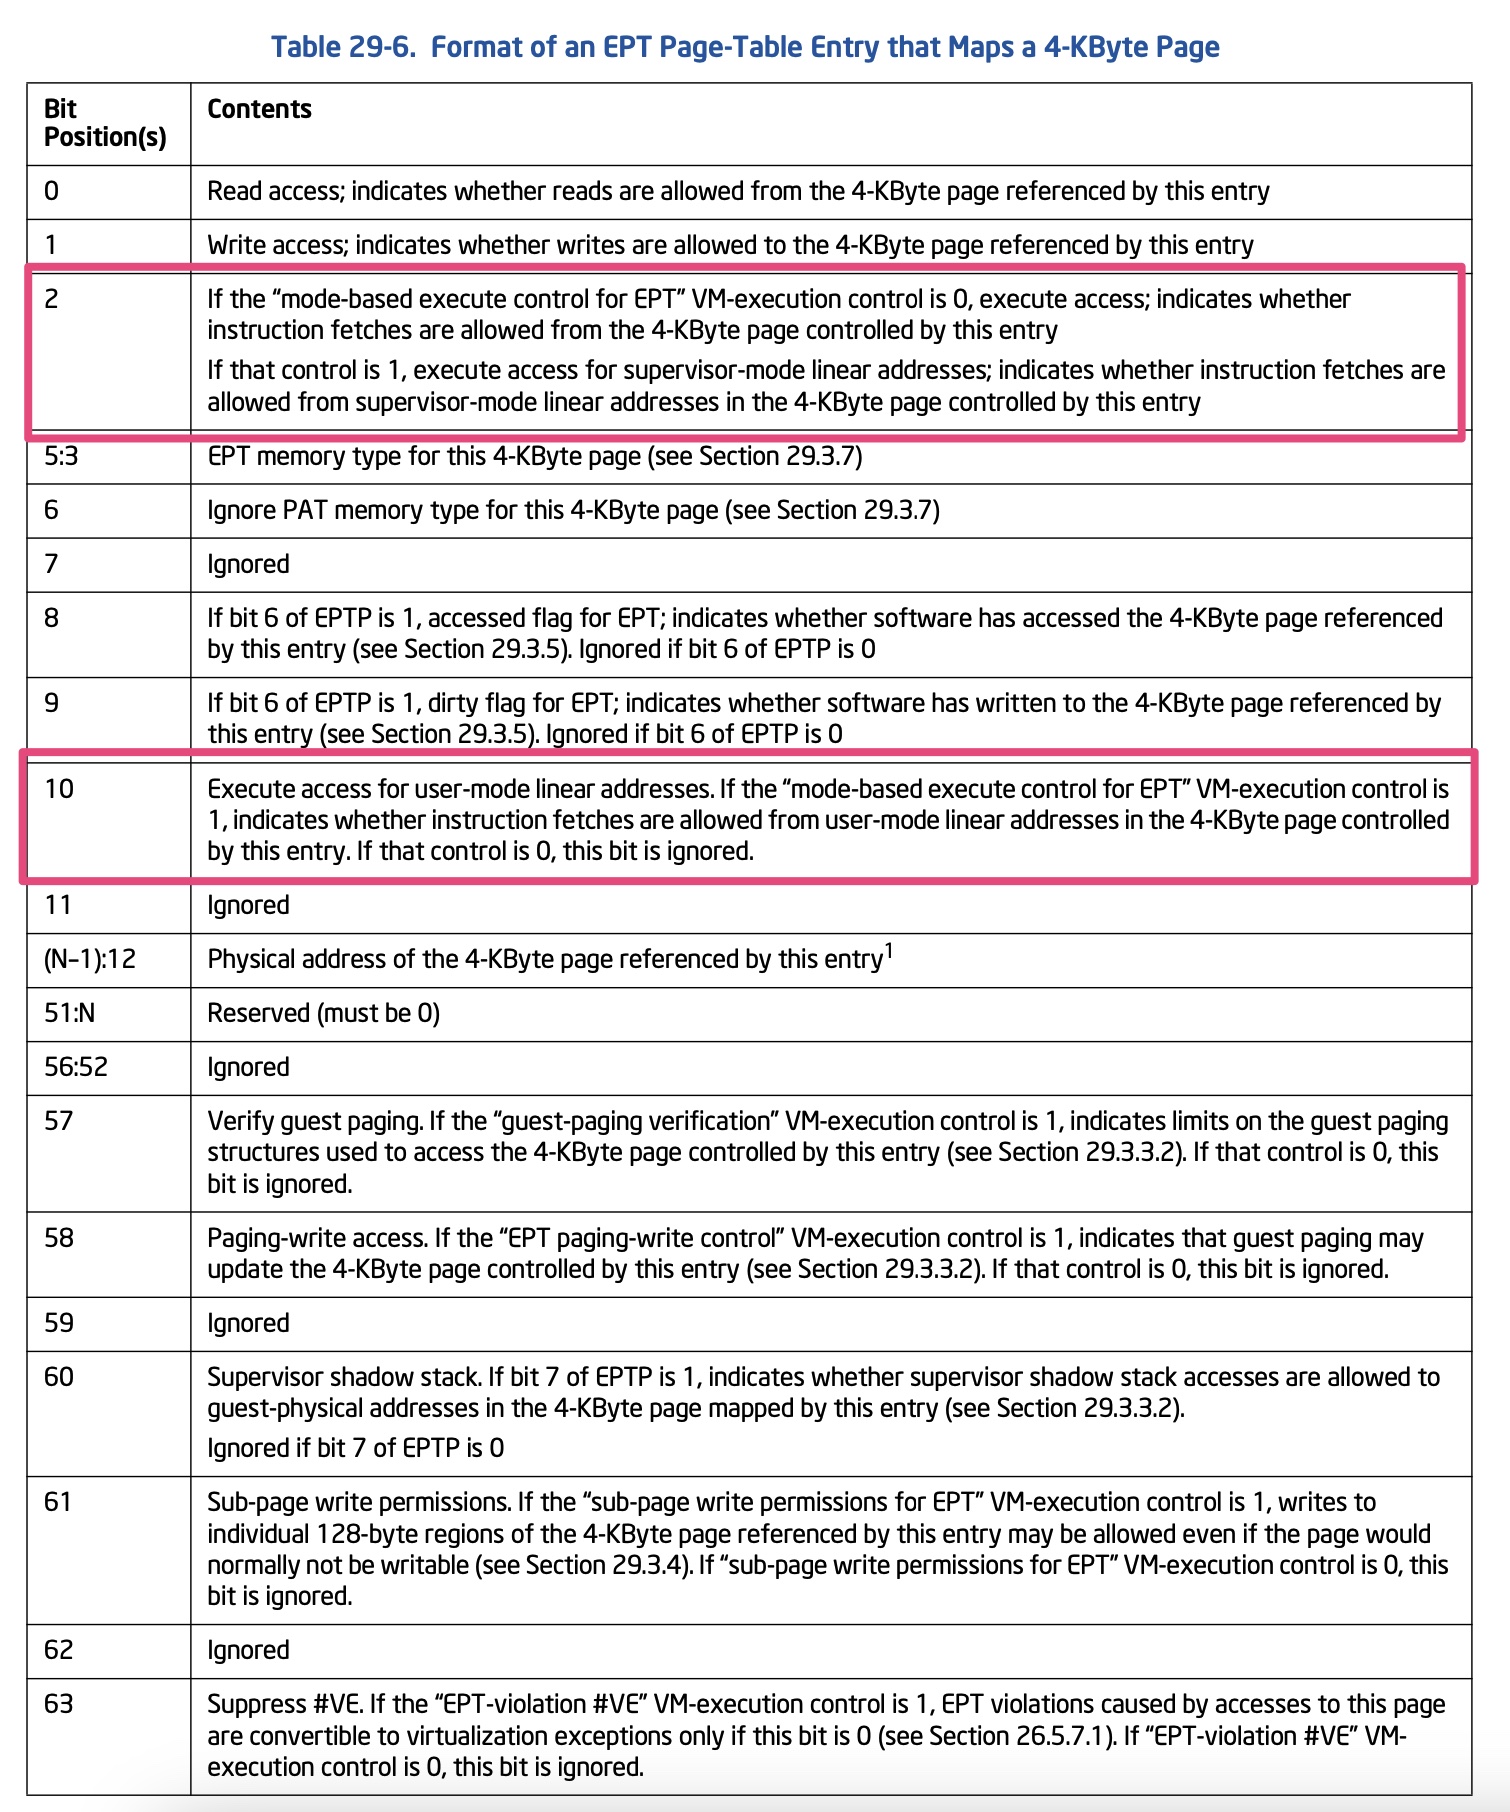 Table 29-6. Format of an EPT Page-Table Entry that Maps a 4-KByte Page
Bit
Position(s)
Contents
0
Read access; indicates whether reads are allowed from the 4-KByte page referenced by this entry
1
Write access; indicates whether writes are allowed to the 4-KByte page referenced by this entry
2
If the “mode-based execute control for EPT” VM-execution control is 0, execute access; indicates whether
instruction fetches are allowed from the 4-KByte page controlled by this entry
If that control is 1, execute access for supervisor-mode linear addresses; indicates whether instruction fetches are
allowed from supervisor-mode linear addresses in the 4-KByte page controlled by this entry
5:3
EPT memory type for this 4-KByte page (see Section 29.3.7)
6
Ignore PAT memory type for this 4-KByte page (see Section 29.3.7)
7
Ignored
8
If bit 6 of EPTP is 1, accessed flag for EPT; indicates whether software has accessed the 4-KByte page referenced
by this entry (see Section 29.3.5). Ignored if bit 6 of EPTP is 0
9
If bit 6 of EPTP is 1, dirty flag for EPT; indicates whether software has written to the 4-KByte page referenced by
this entry (see Section 29.3.5). Ignored if bit 6 of EPTP is 0
10
Execute access for user-mode linear addresses. If the “mode-based execute control for EPT” VM-execution control is
1, indicates whether instruction fetches are allowed from user-mode linear addresses in the 4-KByte page controlled
by this entry. If that control is 0, this bit is ignored.
11
Ignored
(N–1):12
Physical address of the 4-KByte page referenced by this entry1
51:N
Reserved (must be 0)
56:52
Ignored
57
Verify guest paging. If the “guest-paging verification” VM-execution control is 1, indicates limits on the guest paging
structures used to access the 4-KByte page controlled by this entry (see Section 29.3.3.2). If that control is 0, this
bit is ignored.
58
Paging-write access. If the “EPT paging-write control” VM-execution control is 1, indicates that guest paging may
update the 4-KByte page controlled by this entry (see Section 29.3.3.2). If that control is 0, this bit is ignored.
59
Ignored
60
Supervisor shadow stack. If bit 7 of EPTP is 1, indicates whether supervisor shadow stack accesses are allowed to
guest-physical addresses in the 4-KByte page mapped by this entry (see Section 29.3.3.2).
Ignored if bit 7 of EPTP is 0
61
Sub-page write permissions. If the “sub-page write permissions for EPT” VM-execution control is 1, writes to
individual 128-byte regions of the 4-KByte page referenced by this entry may be allowed even if the page would
normally not be writable (see Section 29.3.4). If “sub-page write permissions for EPT” VM-execution control is 0, this
bit is ignored.
62
Ignored
63
Suppress #VE. If the “EPT-violation #VE” VM-execution control is 1, EPT violations caused by accesses to this page
are convertible to virtualization exceptions only if this bit is 0 (see Section 26.5.7.1). If “EPT-violation #VE” VM-
execution control is 0, this bit is ignored.